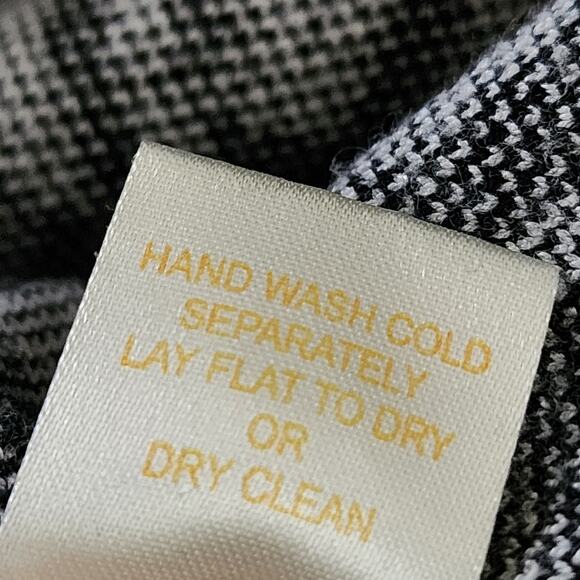 HAND WASH COLD
SEPARATELY
LAY FLAT TO DRY
OR
DRY CLEAN